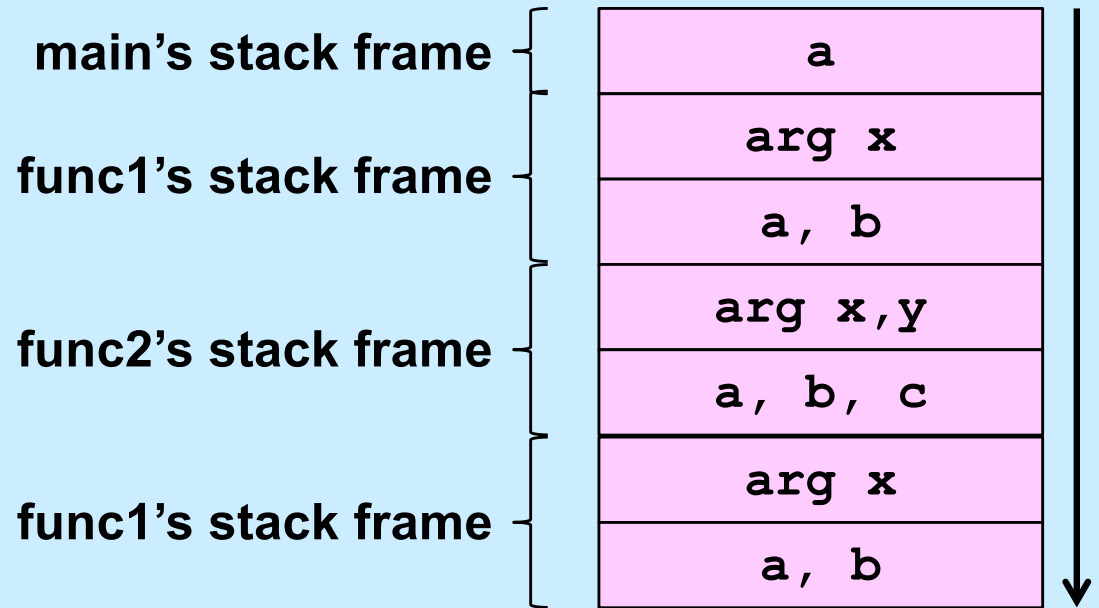 main’s stack frame
a
func1’s stack frame
arg x
a, b
func2’s stack frame
arg x,y
a, b, c
func1’s stack frame
arg x
a, b